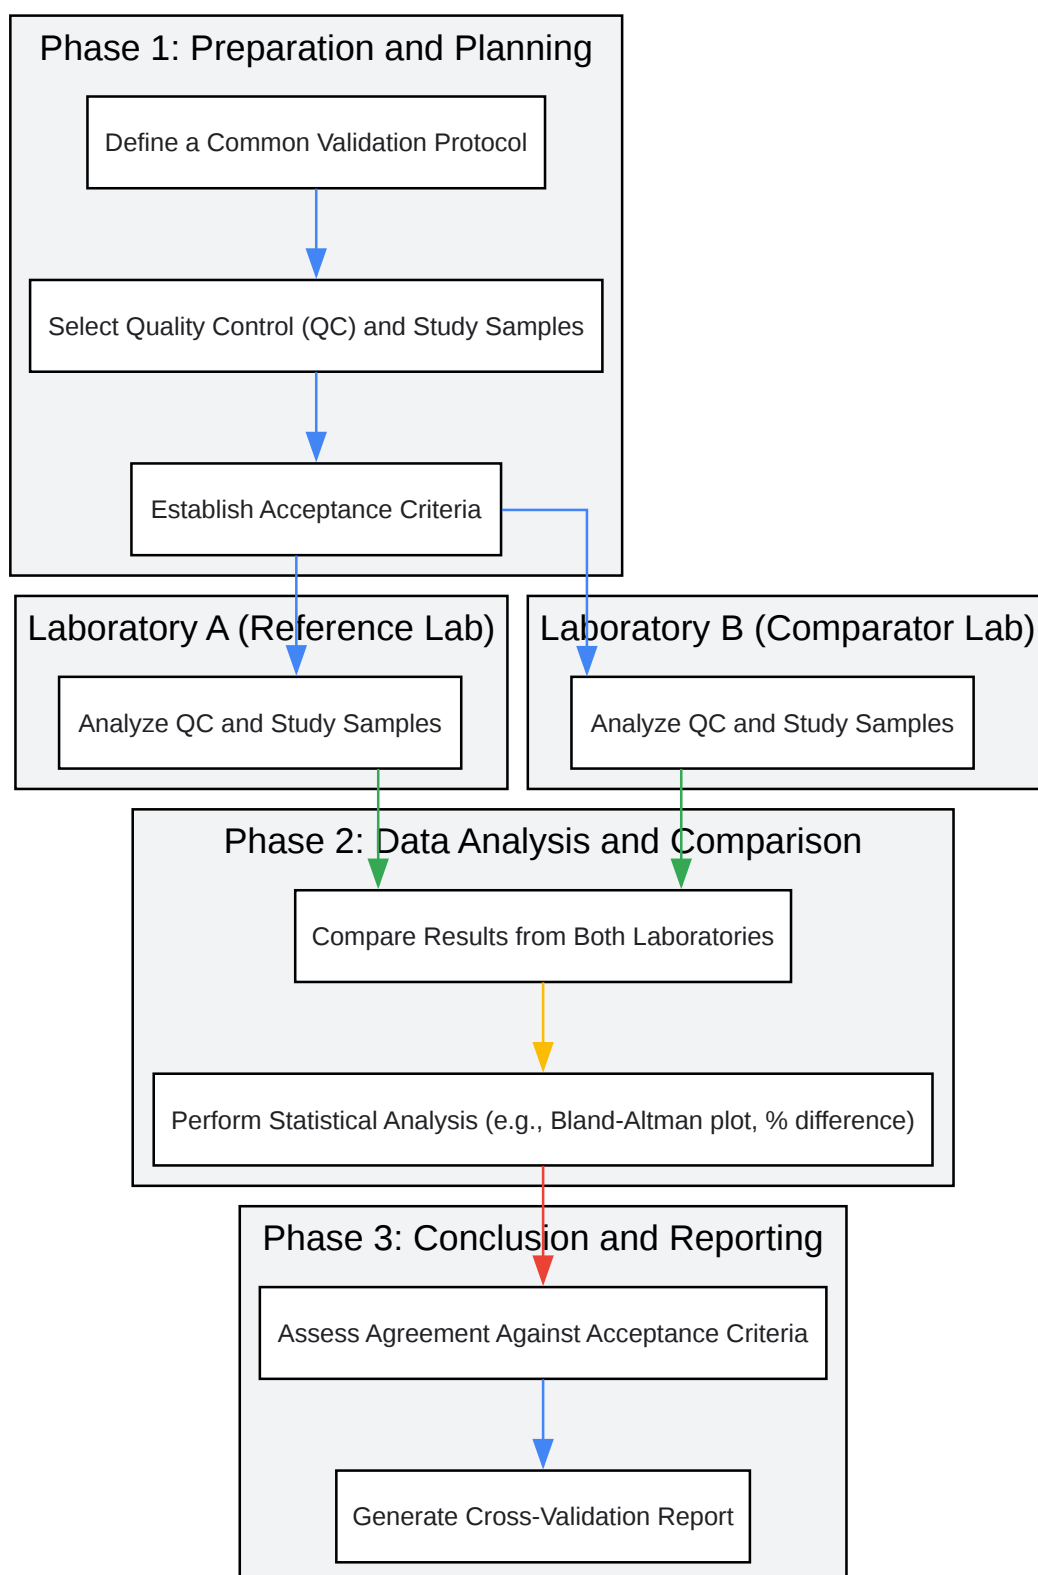 Phase 1: Preparation and Planning
Define a Common Validation Protocol
Select Quality Control (QC) and Study Samples
Establish Acceptance Criteria
Laboratory A (Reference Lab)
Analyze QC and Study Samples
Laboratory B (Comparator Lab)
Analyze QC and Study Samples
Phase 2: Data Analysis and Comparison
Compare Results from Both Laboratories
Perform Statistical Analysis (e.g., Bland-Altman plot, % difference)
Phase 3: Conclusion and Reporting
Assess Agreement Against Acceptance Criteria
Generate Cross-Validation Report